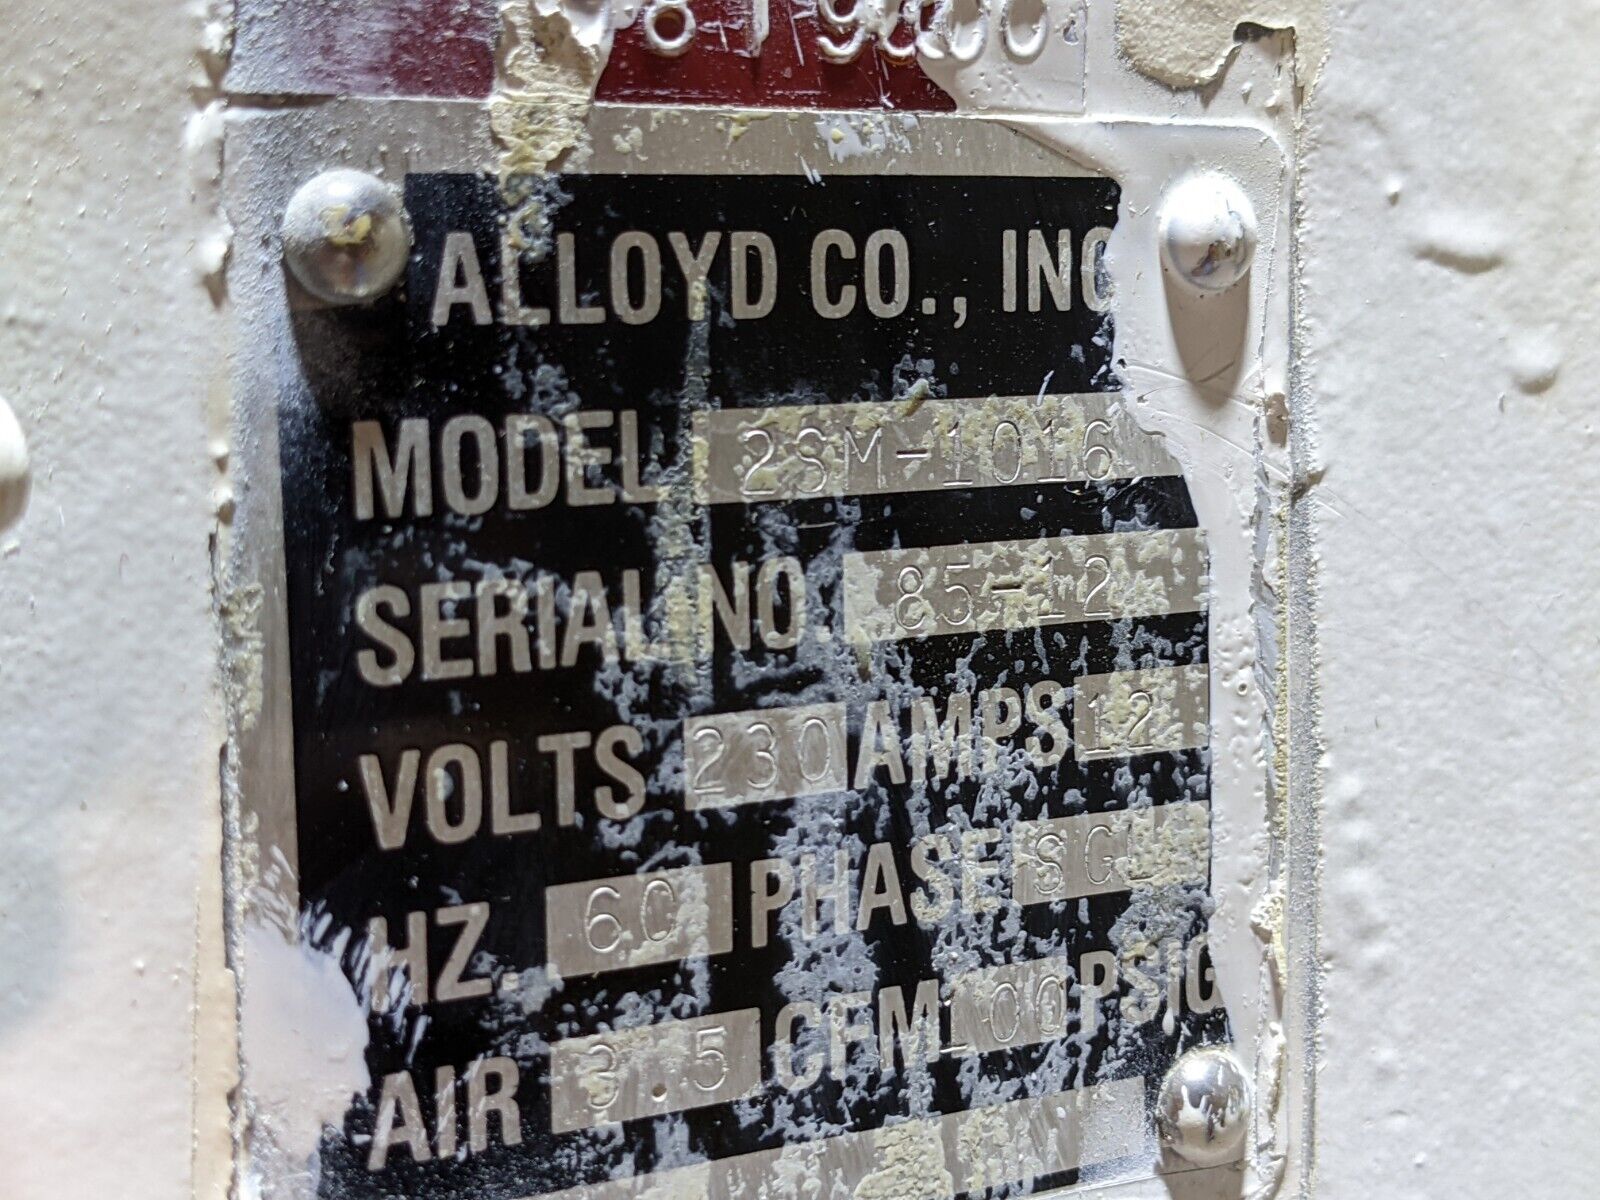 ALLOYD CO., INC
MODEL 2SM-1016
SERIAL NO. 85-12
VOLTS 230 AMPS 12
HZ. 60 PHASE SGL
AIR 3.5 CFM 100 PSIG